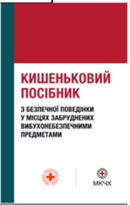 КИШЕНЬКОВИЙ
ПОСІБНИК
З БЕЗПЕЧНОЇ ПОВЕДІНКИ
У МІСЦЯХ ЗАБРУДНЕНИХ
ВИБУХОНЕБЕЗПЕЧНИМИ
ПРЕДМЕТАМИ
МКЧХ